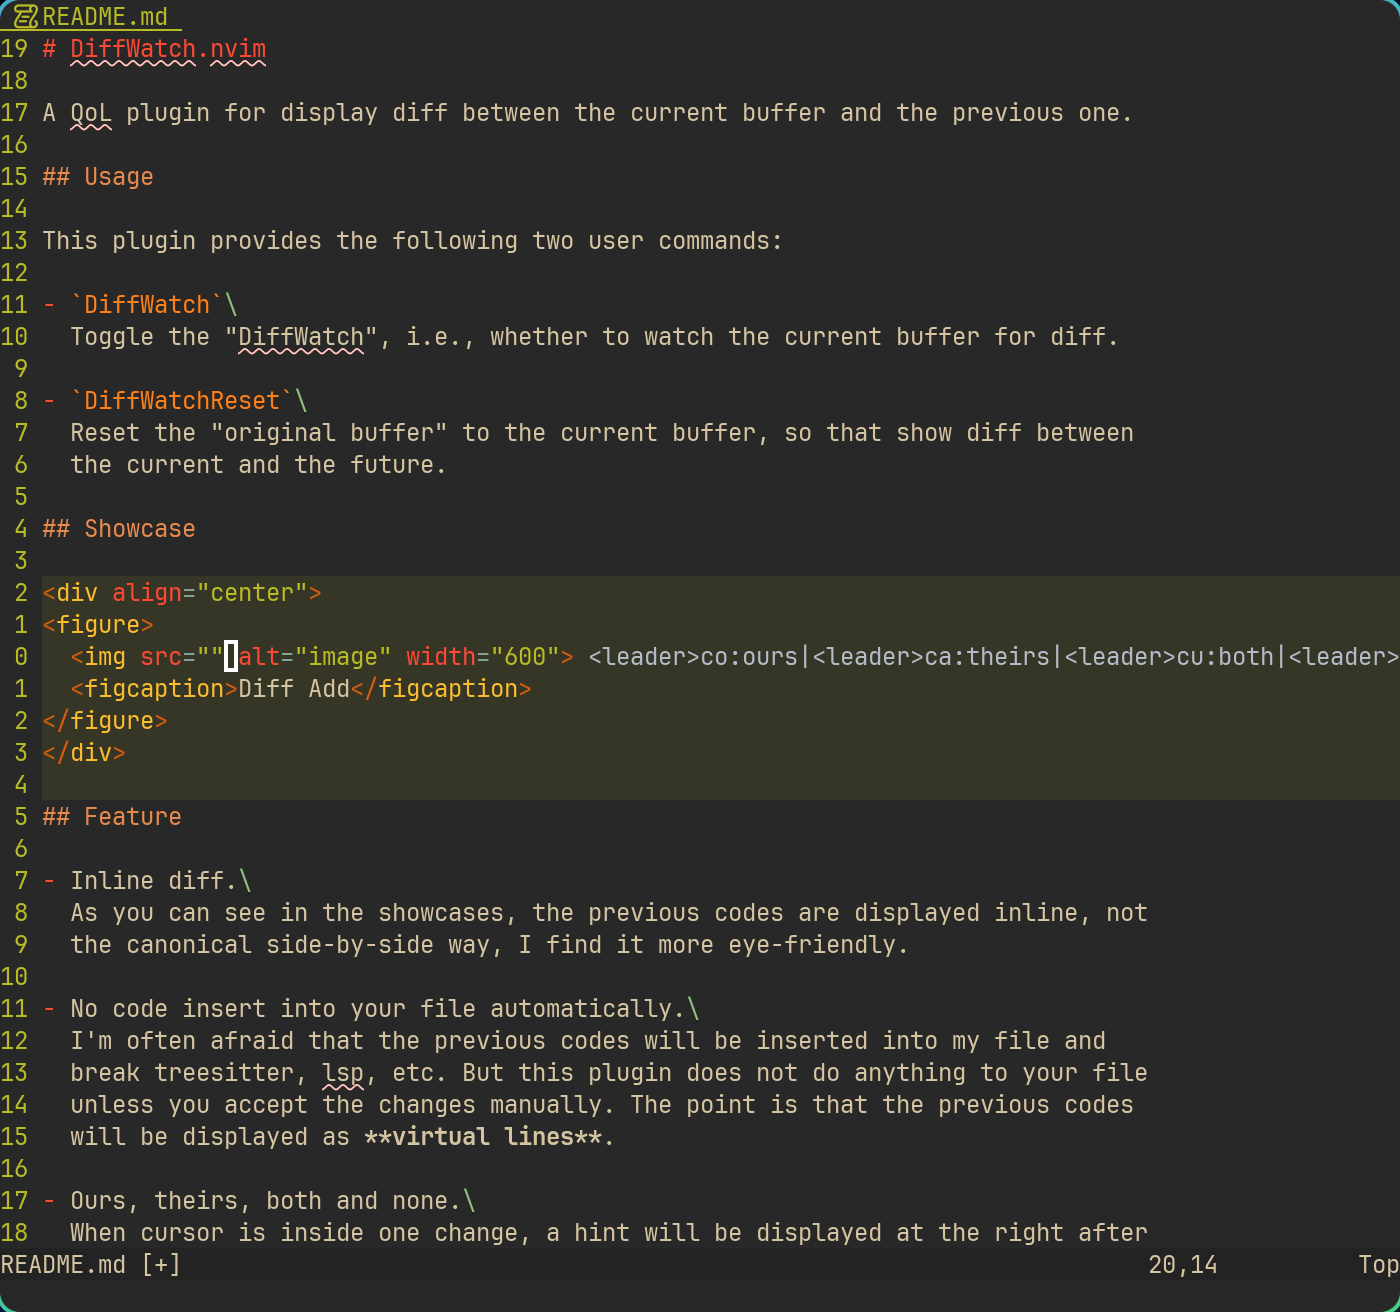 README.md
19 # DiffWatch.nvim
18
17 A QoL plugin for display diff between the current buffer and the previous one.
16
15 ## Usage
14
13 This plugin provides the following two user commands:
12
11 - `DiffWatch`\
10   Toggle the "DiffWatch", i.e., whether to watch the current buffer for diff.
9
8 - `DiffWatchReset`\
7   Reset the "original buffer" to the current buffer, so that show diff between
6   the current and the future.
5
4 ## Showcase
3
2 <div align="center">
1 <figure>
0   <img src="" alt="image" width="600"> <leader>co:ours|<leader>ca:theirs|<leader>cu:both|<leader>
1   <figcaption>Diff Add</figcaption>
2 </figure>
3 </div>
4
5 ## Feature
6
7 - Inline diff.\
8   As you can see in the showcases, the previous codes are displayed inline, not
9   the canonical side-by-side way, I find it more eye-friendly.
10
11 - No code insert into your file automatically.\
12   I'm often afraid that the previous codes will be inserted into my file and
13   break treesitter, lsp, etc. But this plugin does not do anything to your file
14   unless you accept the changes manually. The point is that the previous codes
15   will be displayed as **virtual lines**.
16
17 - Ours, theirs, both and none.\
18   When cursor is inside one change, a hint will be displayed at the right after
README.md [+] 20,14 Top